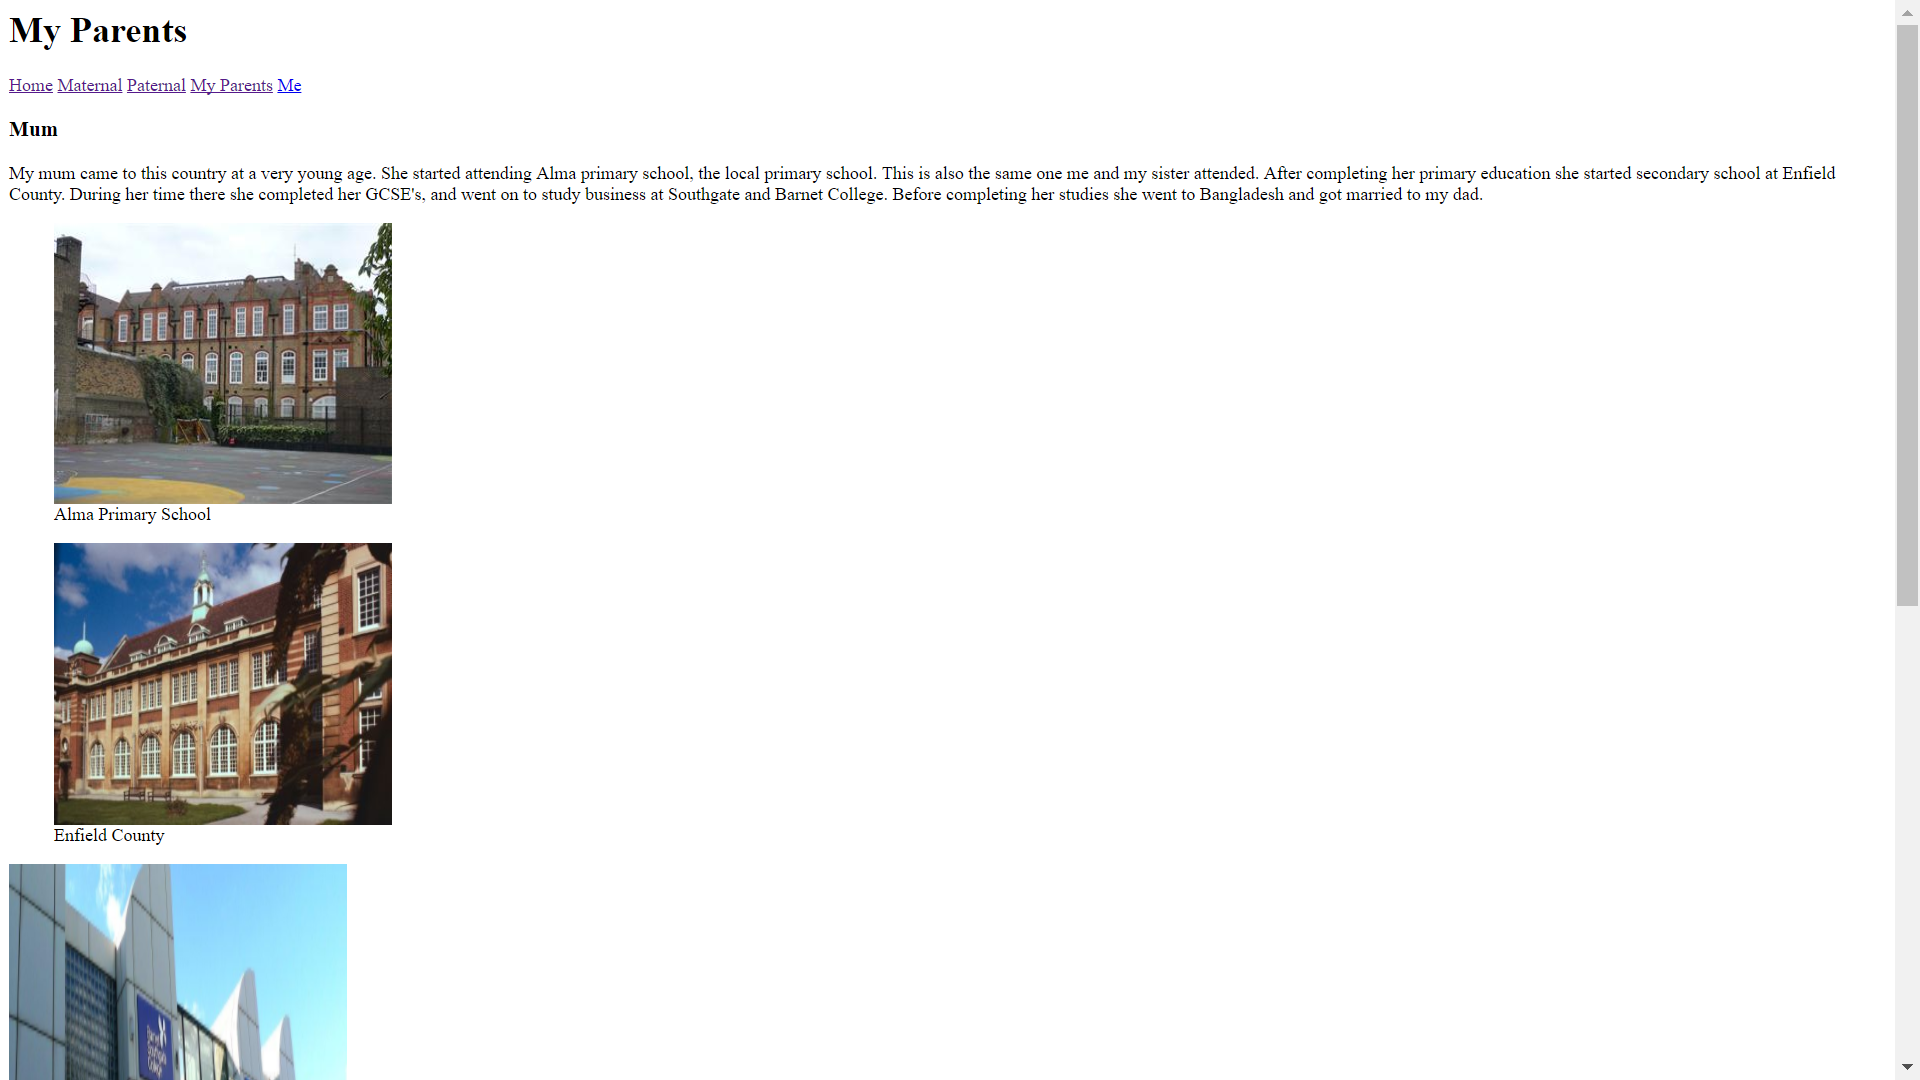 My Parents
Home Maternal Paternal My Parents Me
Mum
My mum came to this country at a very young age. She started attending Alma primary school, the local primary school. This is also the same one me and my sister attended. After completing her primary education she started secondary school at Enfield
County. During her time there she completed her GCSE's, and went on to study business at Southgate and Barnet College. Before completing her studies she went to Bangladesh and got married to my dad.
Alma Primary School
Enfield County